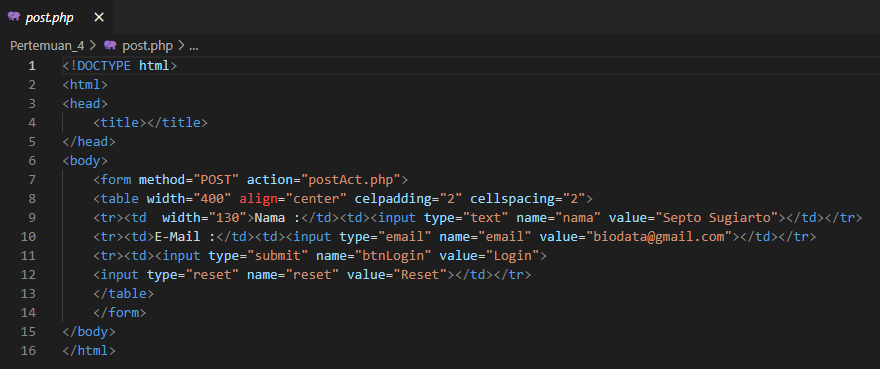 post.php
Pertemuan_4 > post.php > ...
1 <!DOCTYPE html>
2 <html>
3 <head>
4 <title></title>
5 </head>
6 <body>
7 <form method="POST" action="postAct.php">
8 <table width="400" align="center" celpadding="2" cellspacing="2">
9 <tr><td  width="130">Nama :</td><td><input type="text" name="nama" value="Septo Sugiarto"></td></tr>
10 <tr><td>E-Mail :</td><td><input type="email" name="email" value="biodata@gmail.com"></td></tr>
11 <tr><td><input type="submit" name="btnLogin" value="Login">
12 <input type="reset" name="reset" value="Reset"></td></tr>
13 </table>
14 </form>
15 </body>
16 </html>